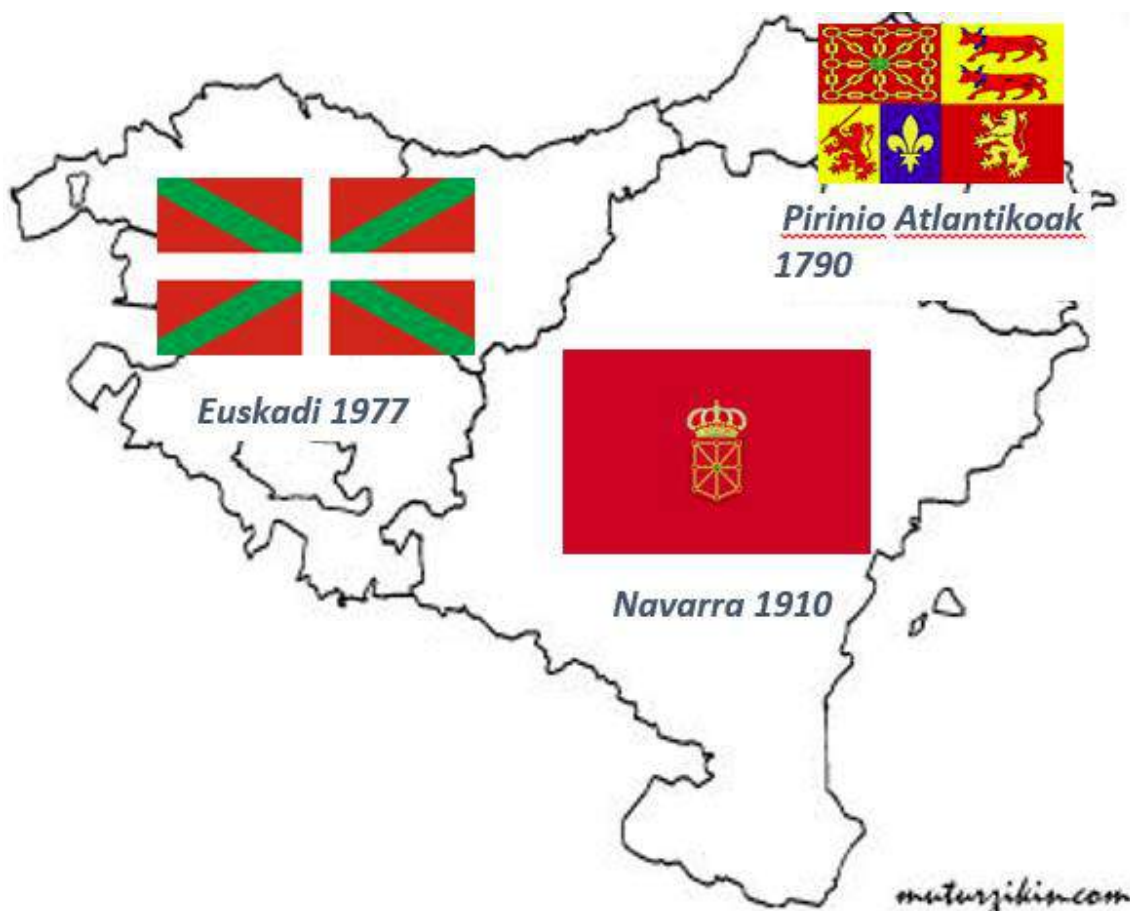 Pirinio Atlantikoak
1790
Euskadi 1977
Navarra 1910
muturzikin.com